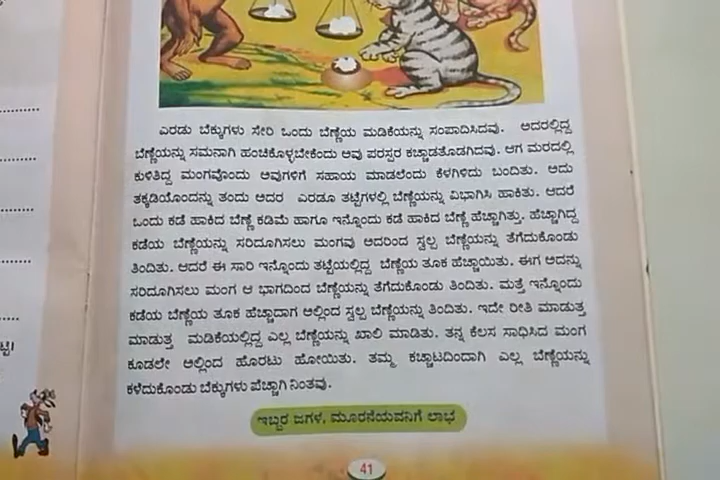 ಎರಡು ಬೆಕ್ಕುಗಳು ಸೇರಿ ಒಂದು ಬೆಣ್ಣೆಯ ಮಡಿಕೆಯನ್ನು ಸಂಪಾದಿಸಿದವು. ಅದರಲ್ಲಿದ್ದ
ಬೆಣ್ಣೆಯನ್ನು ಸಮನಾಗಿ ಹಂಚಿಕೊಳ್ಳಬೇಕೆಂದು ಅವು ಪರಸ್ಪರ ಕಚ್ಚಾಡತೊಡಗಿದವು. ಆಗ ಮರದಲ್ಲಿ
ಕುಳಿತಿದ್ದ ಮಂಗವೊಂದು ಅವುಗಳಿಗೆ ಸಹಾಯ ಮಾಡಲೆಂದು ಕೆಳಗಿಳಿದು ಬಂದಿತು. ಅದು
ತಕ್ಕಡಿಯೊಂದನ್ನು ತಂದು ಅದರ ಎರಡೂ ತಟ್ಟೆಗಳಲ್ಲಿ ಬೆಣ್ಣೆಯನ್ನು ವಿಭಾಗಿಸಿ ಹಾಕಿತು. ಆದರೆ
ಒಂದು ಕಡೆ ಹಾಕಿದ ಬೆಣ್ಣೆ ಕಡಿಮೆ ಹಾಗೂ ಇನ್ನೊಂದು ಕಡೆ ಹಾಕಿದ ಬೆಣ್ಣೆ ಹೆಚ್ಚಾಗಿತ್ತು. ಹೆಚ್ಚಾಗಿದ್ದ
ಕಡೆಯ ಬೆಣ್ಣೆಯನ್ನು ಸರಿದೂಗಿಸಲು ಮಂಗವು ಅದರಿಂದ ಸ್ವಲ್ಪ ಬೆಣ್ಣೆಯನ್ನು ತೆಗೆದುಕೊಂಡು
ತಿಂದಿತು. ಆದರೆ ಈ ಸಾರಿ ಇನ್ನೊಂದು ತಟ್ಟೆಯಲ್ಲಿದ್ದ ಬೆಣ್ಣೆಯ ತೂಕ ಹೆಚ್ಚಾಯಿತು. ಈಗ ಅದನ್ನು
ಸರಿದೂಗಿಸಲು ಮಂಗ ಆ ಭಾಗದಿಂದ ಬೆಣ್ಣೆಯನ್ನು ತೆಗೆದುಕೊಂಡು ತಿಂದಿತು. ಮತ್ತೆ ಇನ್ನೊಂದು
ಕಡೆಯ ಬೆಣ್ಣೆಯ ತೂಕ ಹೆಚ್ಚಾದಾಗ ಅಲ್ಲಿಂದ ಸ್ವಲ್ಪ ಬೆಣ್ಣೆಯನ್ನು ತಿಂದಿತು. ಇದೇ ರೀತಿ ಮಾಡುತ್ತ
ಮಾಡುತ್ತ ಮಡಿಕೆಯಲ್ಲಿದ್ದ ಎಲ್ಲ ಬೆಣ್ಣೆಯನ್ನು ಖಾಲಿ ಮಾಡಿತು. ತನ್ನ ಕೆಲಸ ಸಾಧಿಸಿದ ಮಂಗ
ಕೂಡಲೇ ಅಲ್ಲಿಂದ ಹೊರಟು ಹೋಯಿತು. ತಮ್ಮ ಕಚ್ಚಾಟದಿಂದಾಗಿ ಎಲ್ಲ ಬೆಣ್ಣೆಯನ್ನು
ಕಳೆದುಕೊಂಡು ಬೆಕ್ಕುಗಳು ಪೆಚ್ಚಾಗಿ ನಿಂತವು.
ಇಬ್ಬರ ಜಗಳ, ಮೂರನೆಯವನಿಗೆ ಲಾಭ
41